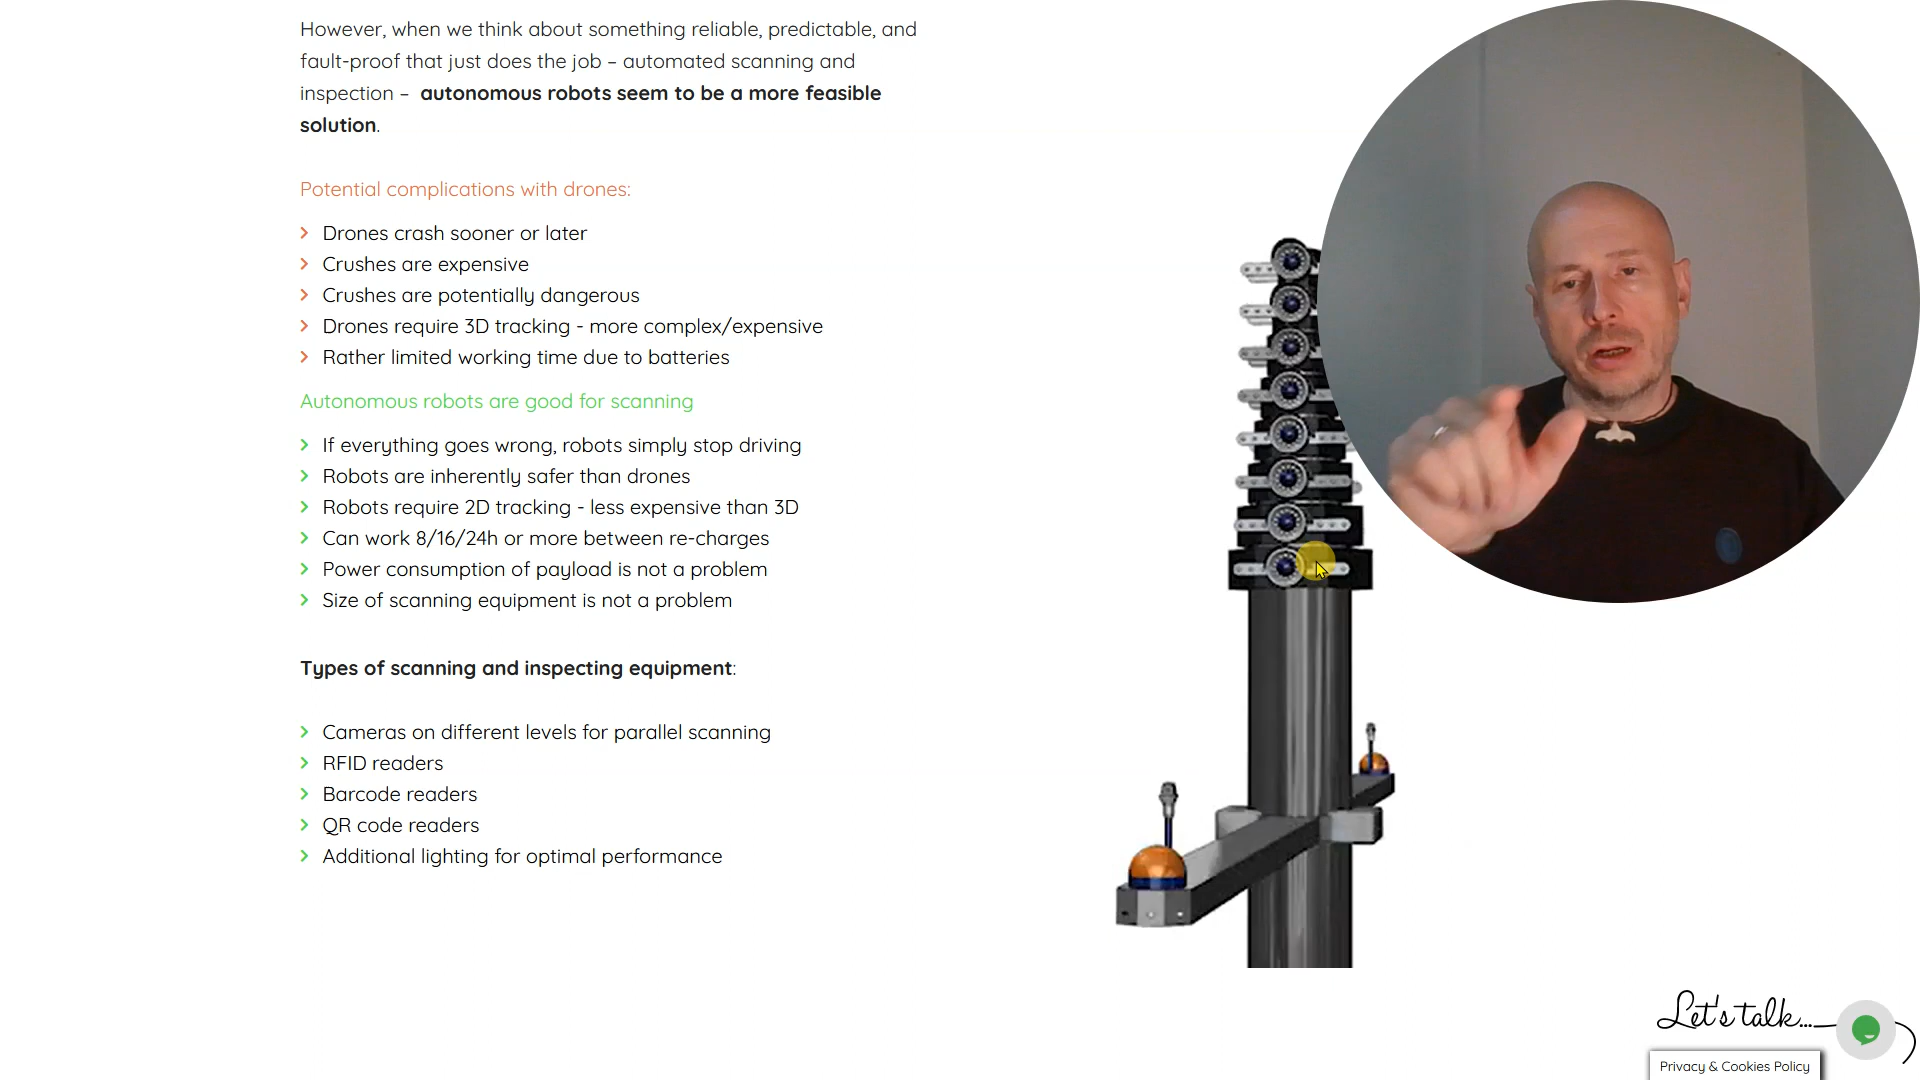 However, when we think about something reliable, predictable, and
fault-proof that just does the job – automated scanning and
inspection – autonomous robots seem to be a more feasible
solution.
Potential complications with drones:
Drones crash sooner or later
Crushes are expensive
Crushes are potentially dangerous
Drones require 3D tracking - more complex/expensive
Rather limited working time due to batteries
Autonomous robots are good for scanning
If everything goes wrong, robots simply stop driving
Robots are inherently safer than drones
Robots require 2D tracking - less expensive than 3D
Can work 8/16/24h or more between re-charges
Power consumption of payload is not a problem
Size of scanning equipment is not a problem
Types of scanning and inspecting equipment:
Cameras on different levels for parallel scanning
RFID readers
Barcode readers
QR code readers
Additional lighting for optimal performance
Let's talk...
Privacy & Cookies Policy